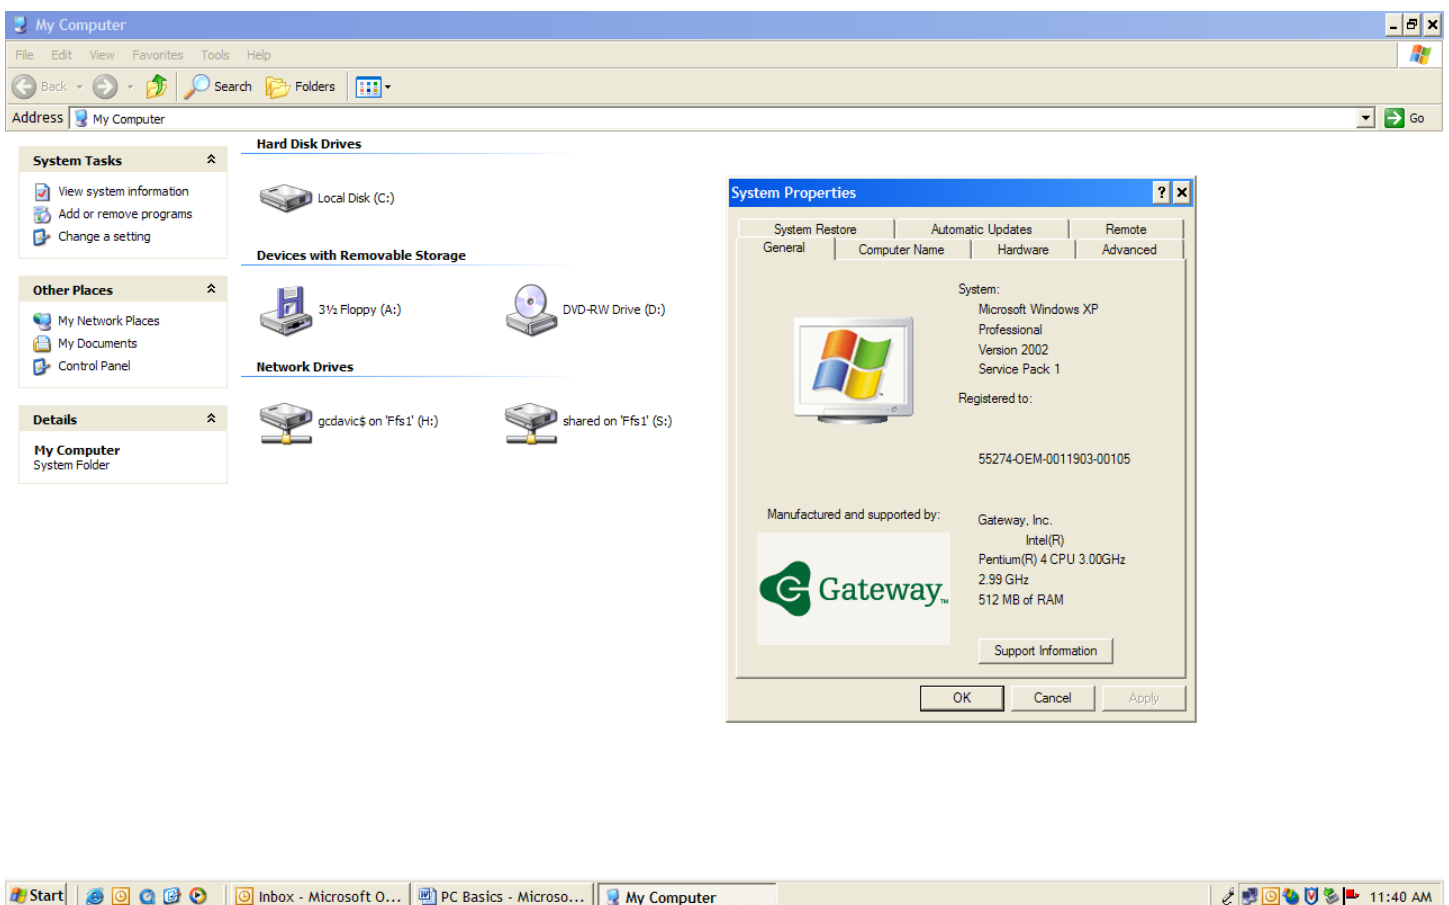 My Computer
File Edit View Favorites Tools Help
Back Search Folders
Address My Computer Go
System Tasks
View system information
Add or remove programs
Change a setting
Other Places
My Network Places
My Documents
Control Panel
Details
My Computer
System Folder
Hard Disk Drives
Local Disk (C:)
Devices with Removable Storage
3½ Floppy (A:) DVD-RW Drive (D:)
Network Drives
gcdavic$ on 'Ffs1' (H:) shared on 'Ffs1' (S:)
System Properties
System Restore Automatic Updates Remote
General Computer Name Hardware Advanced
System:
Microsoft Windows XP
Professional
Version 2002
Service Pack 1
Registered to:
55274-OEM-0011903-00105
Manufactured and supported by:
Gateway, Inc.
Intel(R)
Pentium(R) 4 CPU 3.00GHz
2.99 GHz
512 MB of RAM
Gateway™
Support Information
OK Cancel Apply
Start Inbox - Microsoft O... PC Basics - Microso... My Computer 11:40 AM